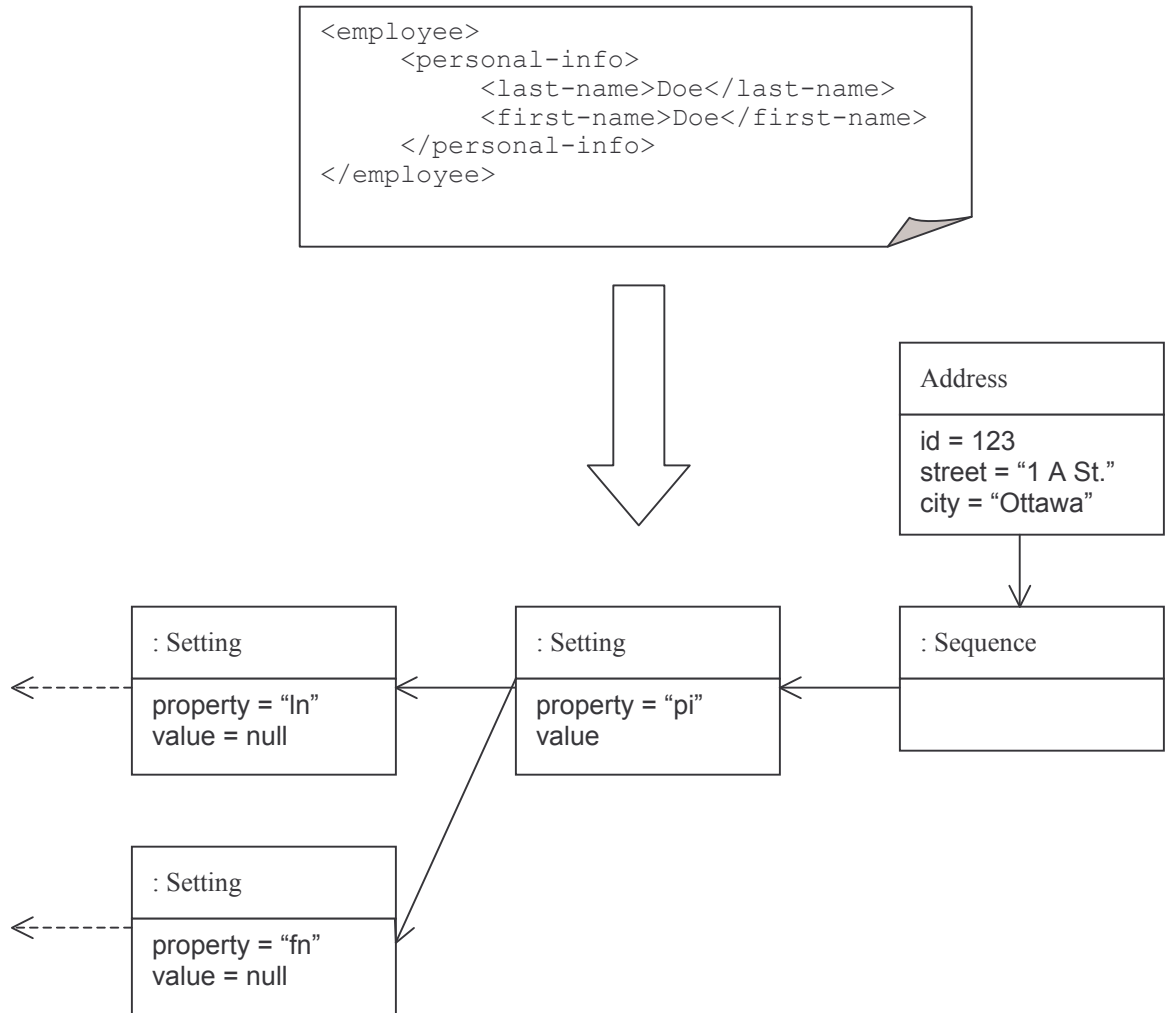 <employee>
<personal-info>
<last-name>Doe</last-name>
<first-name>Doe</first-name>
</personal-info>
</employee>
Address
id = 123
street = “1 A St.”
city = “Ottawa”
: Setting
property = “ln”
value = null
: Setting
property = “pi”
value
: Sequence
: Setting
property = “fn”
value = null